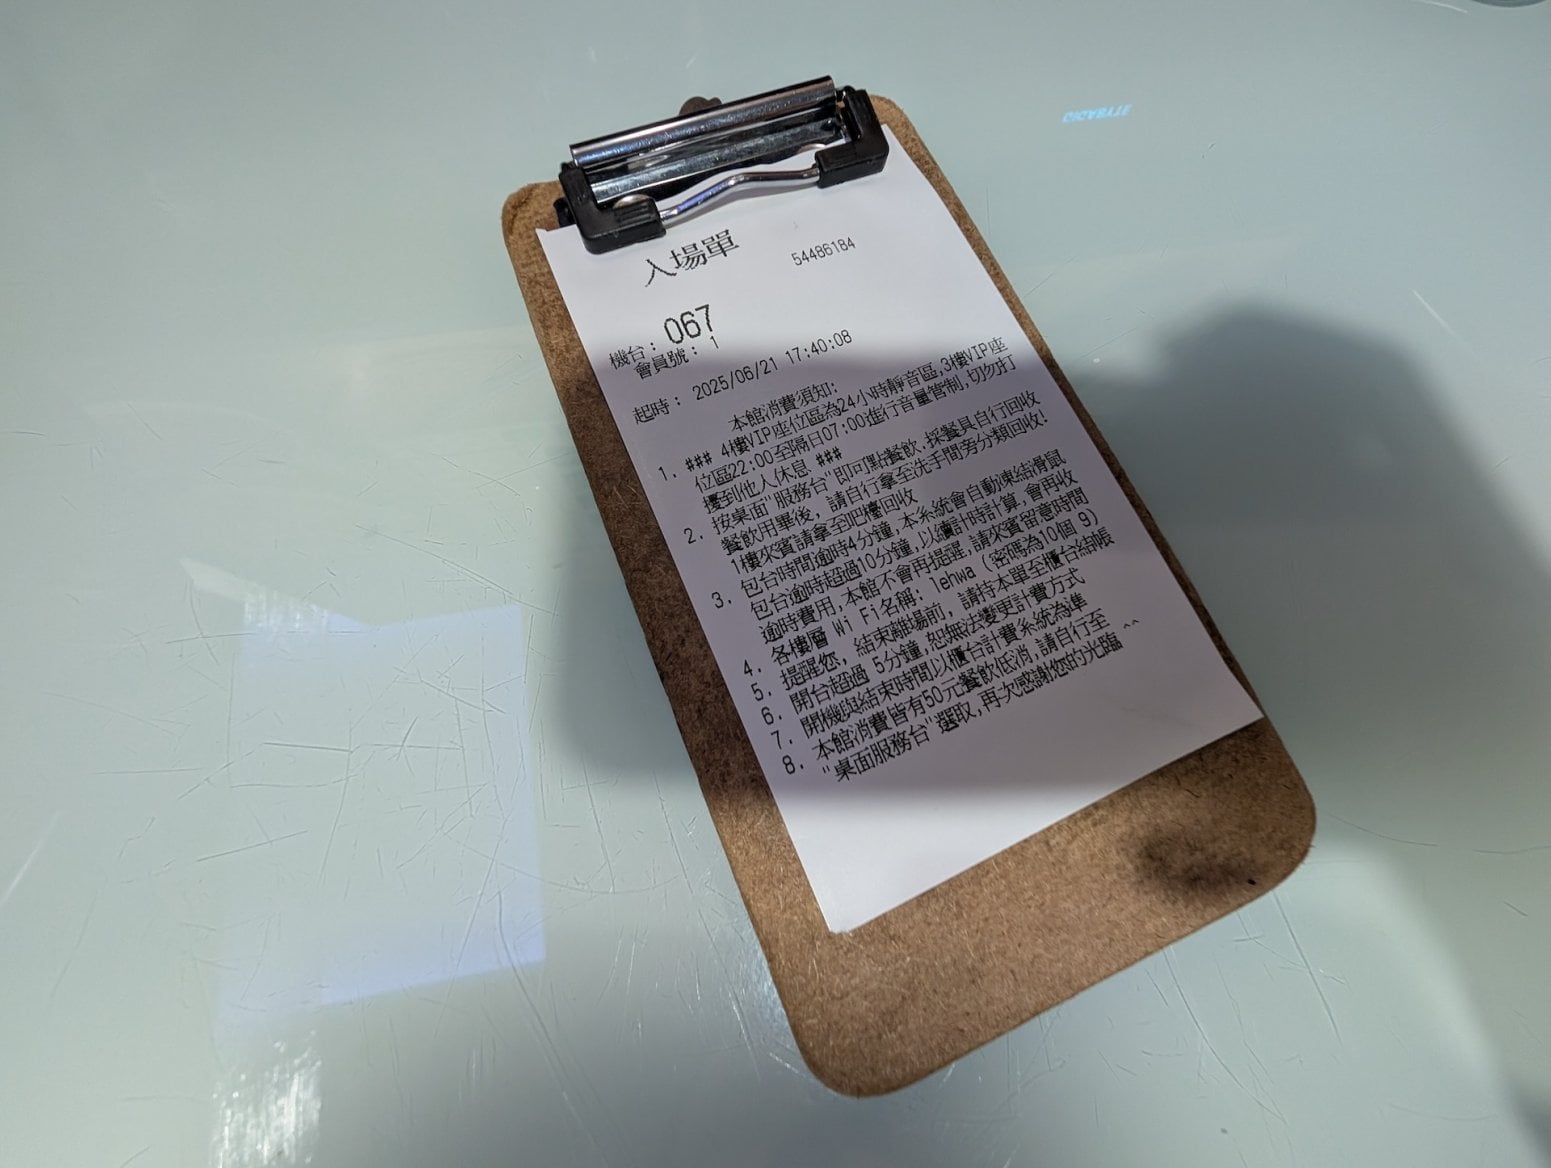 入場單
54486184
機台: 067
會員號: 1
起時: 2025/06/21 17:40:08
本館消費須知:
1. ### 4樓VIP座位區為24小時靜音區,3樓VIP座
位區22:00至隔日07:00進行音量管制,切勿打
擾到他人休息 ###
2. 按桌面"服務台"即可點餐飲,採餐具自行回收
餐飲用畢後, 請自行拿至洗手間旁分類回收!
1樓來賓請拿至吧檯回收
3. 包台時間逾時4分鐘,本系統會自動凍結滑鼠
包台逾時超過10分鐘,以續計時計算,會再收
逾時費用,本館不會再提醒,請來賓留意時間
4. 各樓層 Wi Fi名稱: lehwa (密碼為10個 9)
5. 提醒您, 結束離場前, 請持本單至櫃台結帳
6. 開台超過 5分鐘,恕無法變更計費方式
7. 開機與結束時間以櫃台計費系統為準
8. 本館消費皆有50元餐飲低消,請自行至
"桌面服務台"選取,再次感謝您的光臨 ^^
GIGABYTE